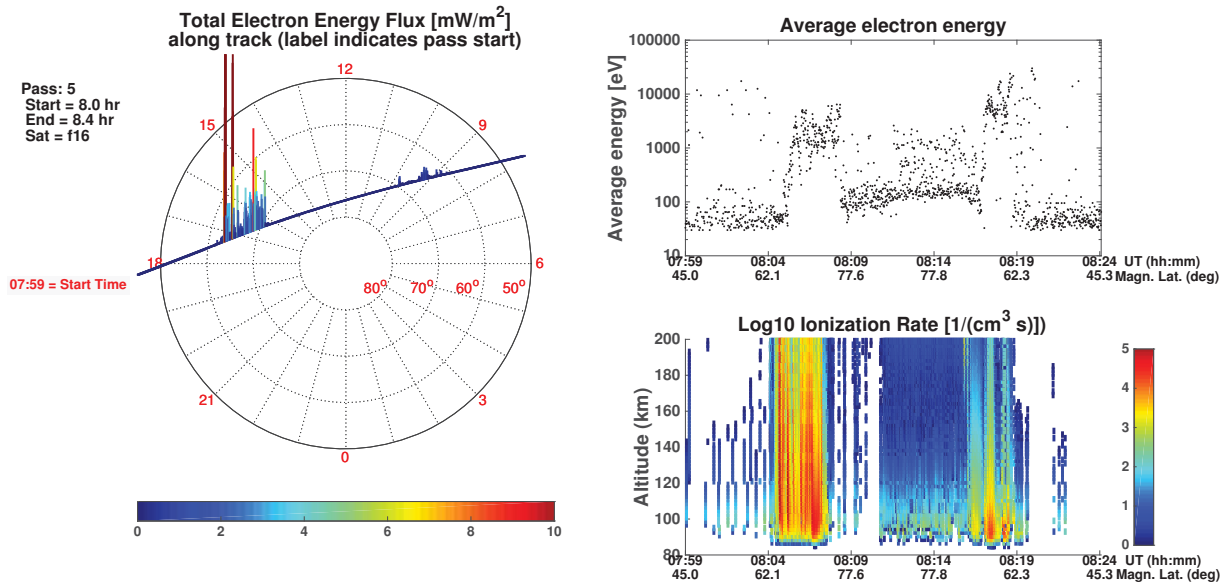 Total Electron Energy Flux [mW/m²]
along track (label indicates pass start)
Pass: 5
Start = 8.0 hr
End = 8.4 hr
Sat = f16
12
15
9
18
6
07:59 = Start Time
80° 70° 60° 50°
21
3
0
0 2 4 6 8 10
Average electron energy
Average energy [eV]
100000
10000
1000
100
10
07:59 08:04 08:09 08:14 08:19 08:24 UT (hh:mm)
45.0 62.1 77.6 77.8 62.3 45.3 Magn. Lat. (deg)
Log10 Ionization Rate [1/(cm³ s)])
Altitude (km)
200
180
160
140
120
100
80
07:59 08:04 08:09 08:14 08:19 08:24 UT (hh:mm)
45.0 62.1 77.6 77.8 62.3 45.3 Magn. Lat. (deg)
5
4
3
2
1
0